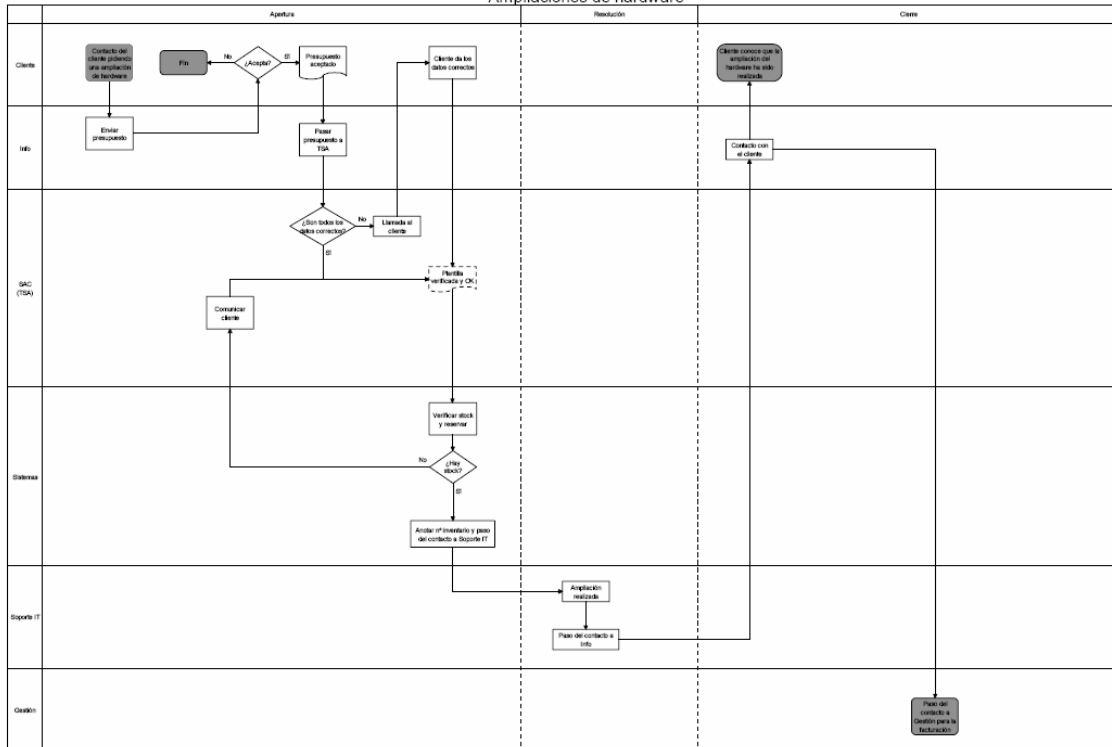 Ampliaciones de hardware
Apertura
Resolución
Cierre
Cliente
Contacto del
cliente pidiendo
una ampliación
de hardware
Fin
No
¿Acepta?
SÍ
Presupuesto
aceptado
Cliente da los
datos correctos
Cliente conoce que la
ampliación del
hardware ha sido
realizada
Info
Enviar
presupuesto
Pasar
presupuesto a
TSA
Contacto con
el cliente
SAC
(TSA)
¿Son todos los
datos correctos?
No
Llamada al
cliente
SÍ
Plantilla
verificada y OK
Comunicar
cliente
Sistemas
Verificar stock
y reservar
No
¿Hay
stock?
SÍ
Anotar nº inventario y paso
del contacto a Soporte IT
Soporte IT
Ampliación
realizada
Paso del contacto a
Info
Gestión
Paso del
contacto a
Gestión para la
facturación